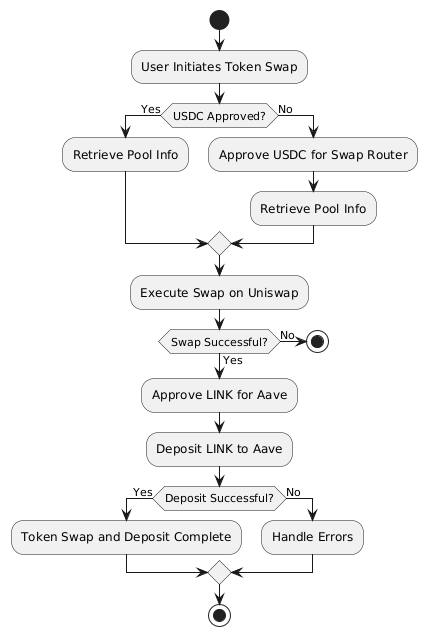 User Initiates Token Swap
Yes
USDC Approved?
No
Retrieve Pool Info
Approve USDC for Swap Router
Retrieve Pool Info
Execute Swap on Uniswap
Swap Successful?
No
Yes
Approve LINK for Aave
Deposit LINK to Aave
Yes
Deposit Successful?
No
Token Swap and Deposit Complete
Handle Errors